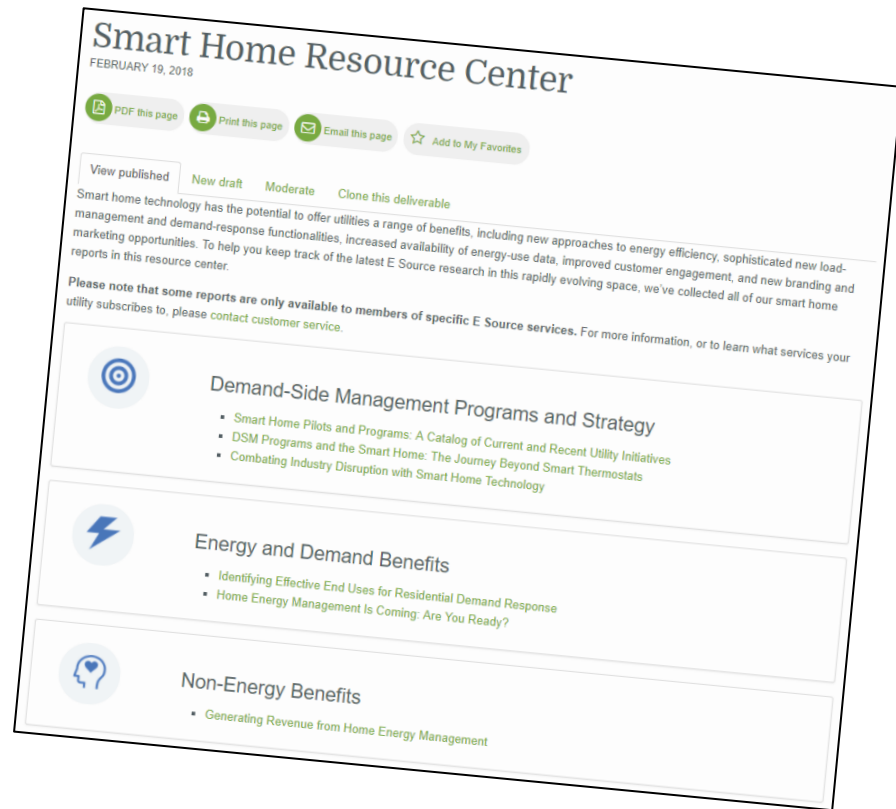 Smart Home Resource Center
FEBRUARY 19, 2018
PDF this page
Print this page
Email this page
Add to My Favorites
View published
New draft
Moderate
Clone this deliverable
Smart home technology has the potential to offer utilities a range of benefits, including new approaches to energy efficiency, sophisticated new load-
management and demand-response functionalities, increased availability of energy-use data, improved customer engagement, and new branding and
marketing opportunities. To help you keep track of the latest E Source research in this rapidly evolving space, we've collected all of our smart home
reports in this resource center.
Please note that some reports are only available to members of specific E Source services. For more information, or to learn what services your
utility subscribes to, please contact customer service.
Demand-Side Management Programs and Strategy
▪ Smart Home Pilots and Programs: A Catalog of Current and Recent Utility Initiatives
▪ DSM Programs and the Smart Home: The Journey Beyond Smart Thermostats
▪ Combating Industry Disruption with Smart Home Technology
Energy and Demand Benefits
▪ Identifying Effective End Uses for Residential Demand Response
▪ Home Energy Management Is Coming: Are You Ready?
Non-Energy Benefits
▪ Generating Revenue from Home Energy Management